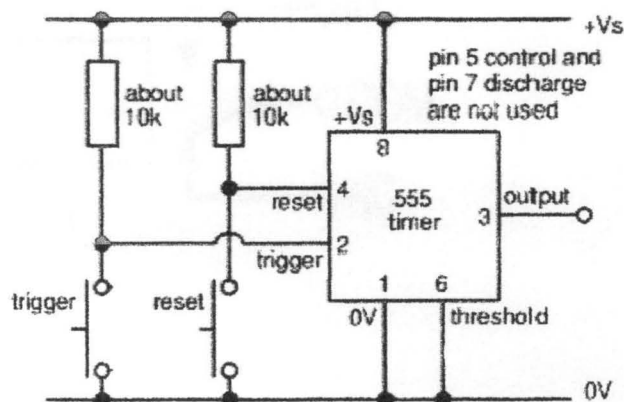 +Vs
pin 5 control and
pin 7 discharge
are not used
about
10k
about
10k
+Vs
8
reset
4
555
timer
output
3
trigger
2
trigger
reset
1
6
0V
threshold
0V